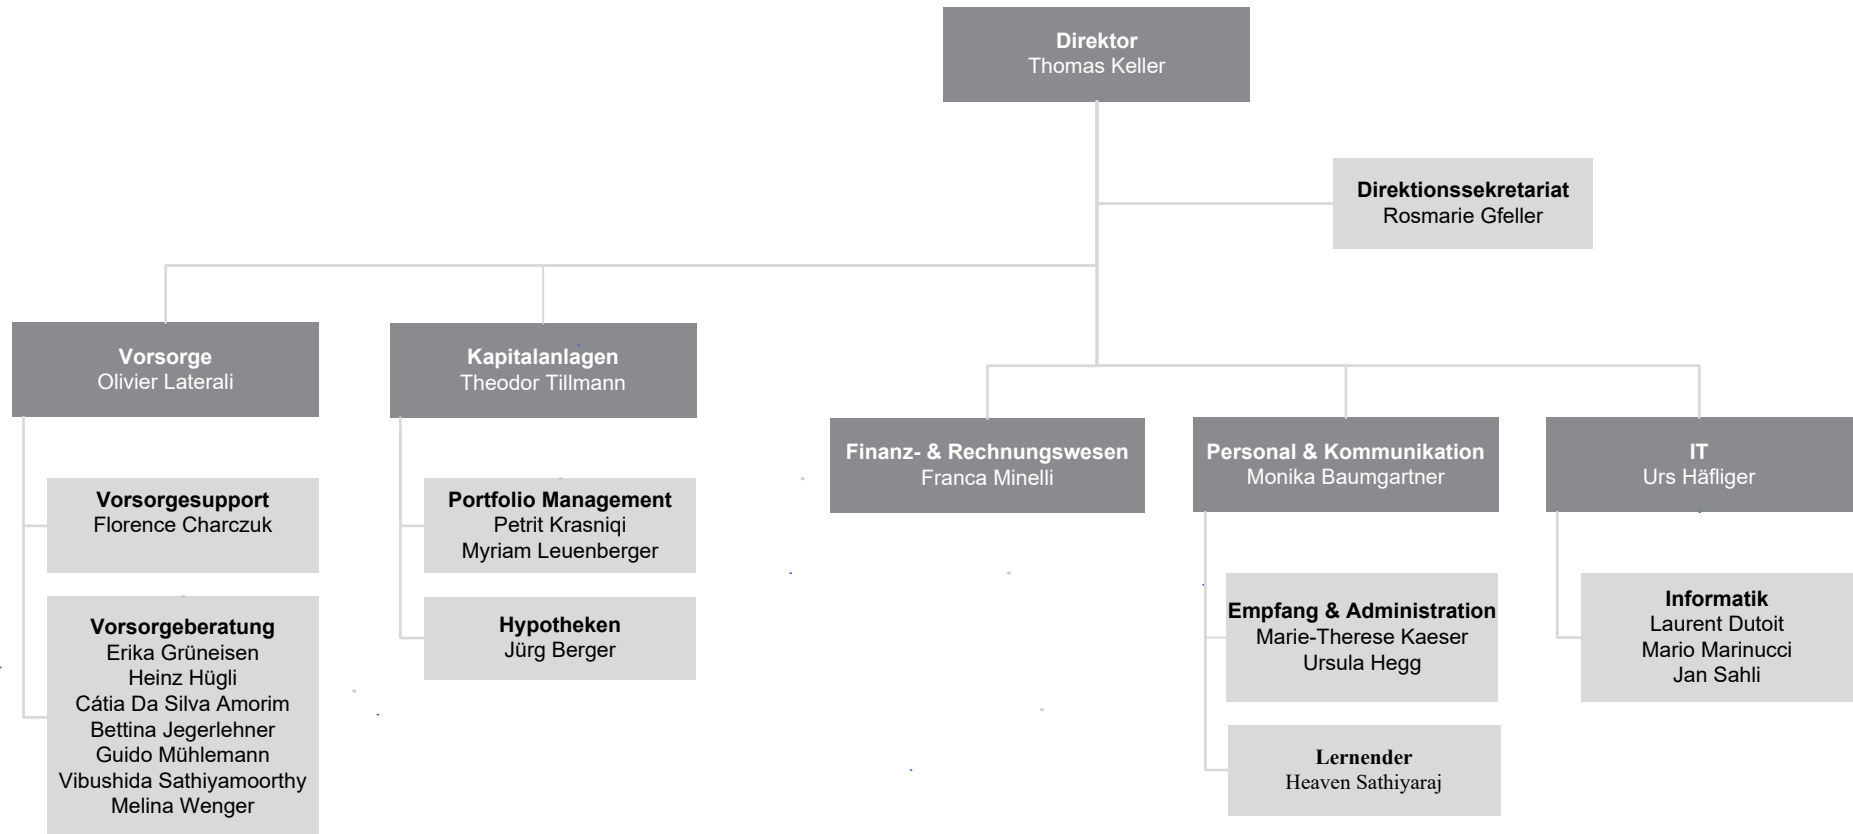 Direktor
Thomas Keller
Direktionssekretariat
Rosmarie Gfeller
Vorsorge
Olivier Laterali
Kapitalanlagen
Theodor Tillmann
Finanz- & Rechnungswesen
Franca Minelli
Personal & Kommunikation
Monika Baumgartner
IT
Urs Häfliger
Vorsorgesupport
Florence Charczuk
Vorsorgeberatung
Erika Grüneisen
Heinz Hügli
Cátia Da Silva Amorim
Bettina Jegerlehner
Guido Mühlemann
Vibushida Sathiyamoorthy
Melina Wenger
Portfolio Management
Petrit Krasniqi
Myriam Leuenberger
Hypotheken
Jürg Berger
Empfang & Administration
Marie-Therese Kaeser
Ursula Hegg
Lernender
Heaven Sathiyaraj
Informatik
Laurent Dutoit
Mario Marinucci
Jan Sahli